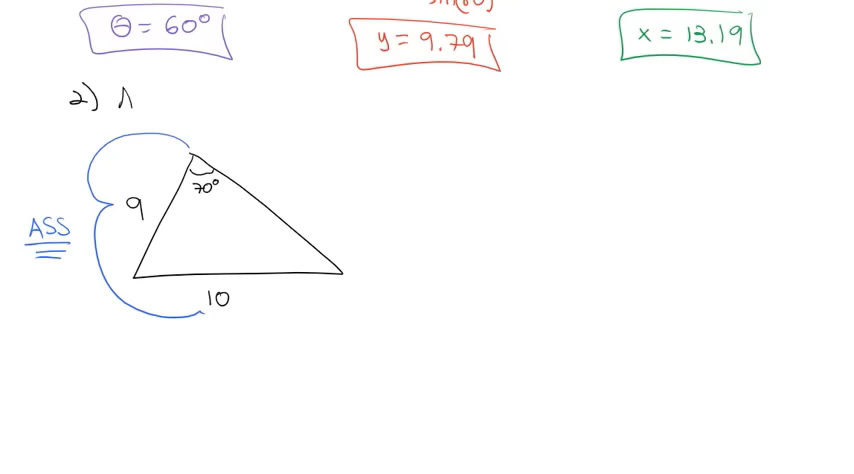 θ = 60°
y = 9.79
x = 13.19
2)
70°
9
ASS
10